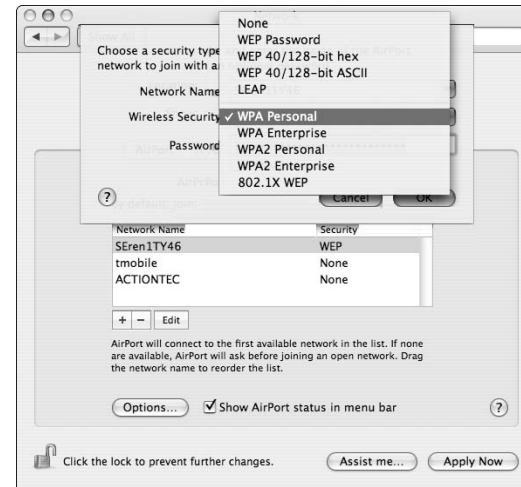 None
WEP Password
WEP 40/128-bit hex
WEP 40/128-bit ASCII
LEAP
✓ WPA Personal
WPA Enterprise
WPA2 Personal
WPA2 Enterprise
802.1X WEP
Show All
Choose a security type
network to join with a
Network Name
Wireless Security
Password
?
Cancel OK
By default, join:
Network Name Security
SEren1TY46 WEP
tmobile None
ACTIONTEC None
+ − Edit
AirPort will connect to the first available network in the list. If none
are available, AirPort will ask before joining an open network. Drag
the network name to reorder the list.
Options... Show AirPort status in menu bar ?
Click the lock to prevent further changes. Assist me... Apply Now